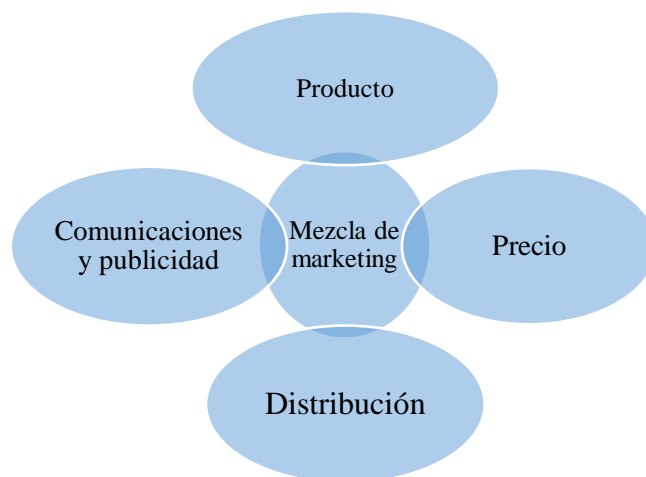 Producto
Comunicaciones
y publicidad
Mezcla de
marketing
Precio
Distribución